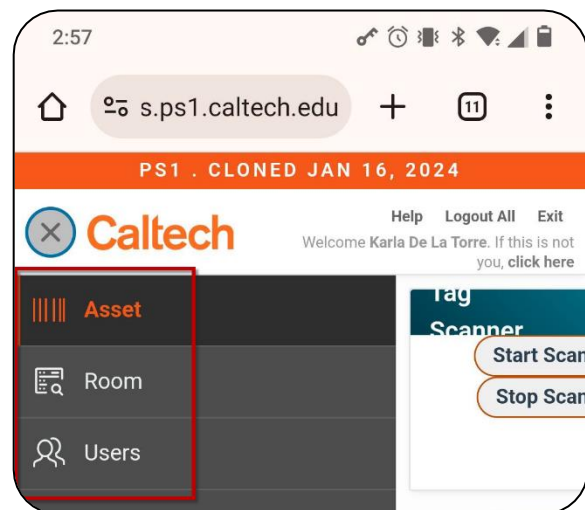 2:57
s.ps1.caltech.edu
11
PS1 . CLONED JAN 16, 2024
Caltech
Help Logout All Exit
Welcome Karla De La Torre. If this is not
you, click here
Asset
Room
Users
Tag
Scanner
Start Scan
Stop Scan